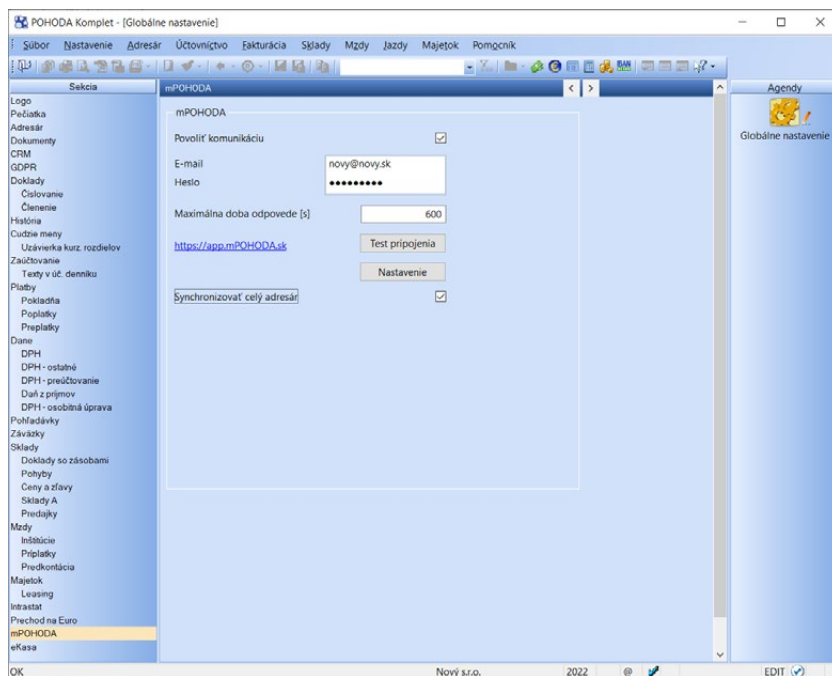 POHODA Komplet - [Globálne nastavenie]
Súbor Nastavenie Adresár Účtovníctvo Fakturácia Sklady Mzdy Jazdy Majetok Pomocník
Sekcia
Logo
Pečiatka
Adresár
Dokumenty
CRM
GDPR
Doklady
Číslovanie
Členenie
História
Cudzie meny
Uzávierka kurz. rozdielov
Zaúčtovanie
Texty v úč. denníku
Platby
Pokladňa
Poplatky
Preplatky
Dane
DPH
DPH - ostatné
DPH - preúčtovanie
Daň z príjmov
DPH - osobitná úprava
Pohľadávky
Záväzky
Sklady
Doklady so zásobami
Pohyby
Ceny a zľavy
Sklady A
Predajky
Mzdy
Inštitúcie
Príplatky
Predkontácia
Majetok
Leasing
Intrastat
Prechod na Euro
mPOHODA
eKasa
mPOHODA
mPOHODA
Povoliť komunikáciu
E-mail novy@novy.sk
Heslo •••••••••
Maximálna doba odpovede [s] 600
https://app.mPOHODA.sk Test pripojenia
Nastavenie
Synchronizovať celý adresár
Agendy
Globálne nastavenie
OK Nový s.r.o. 2022 @ EDIT